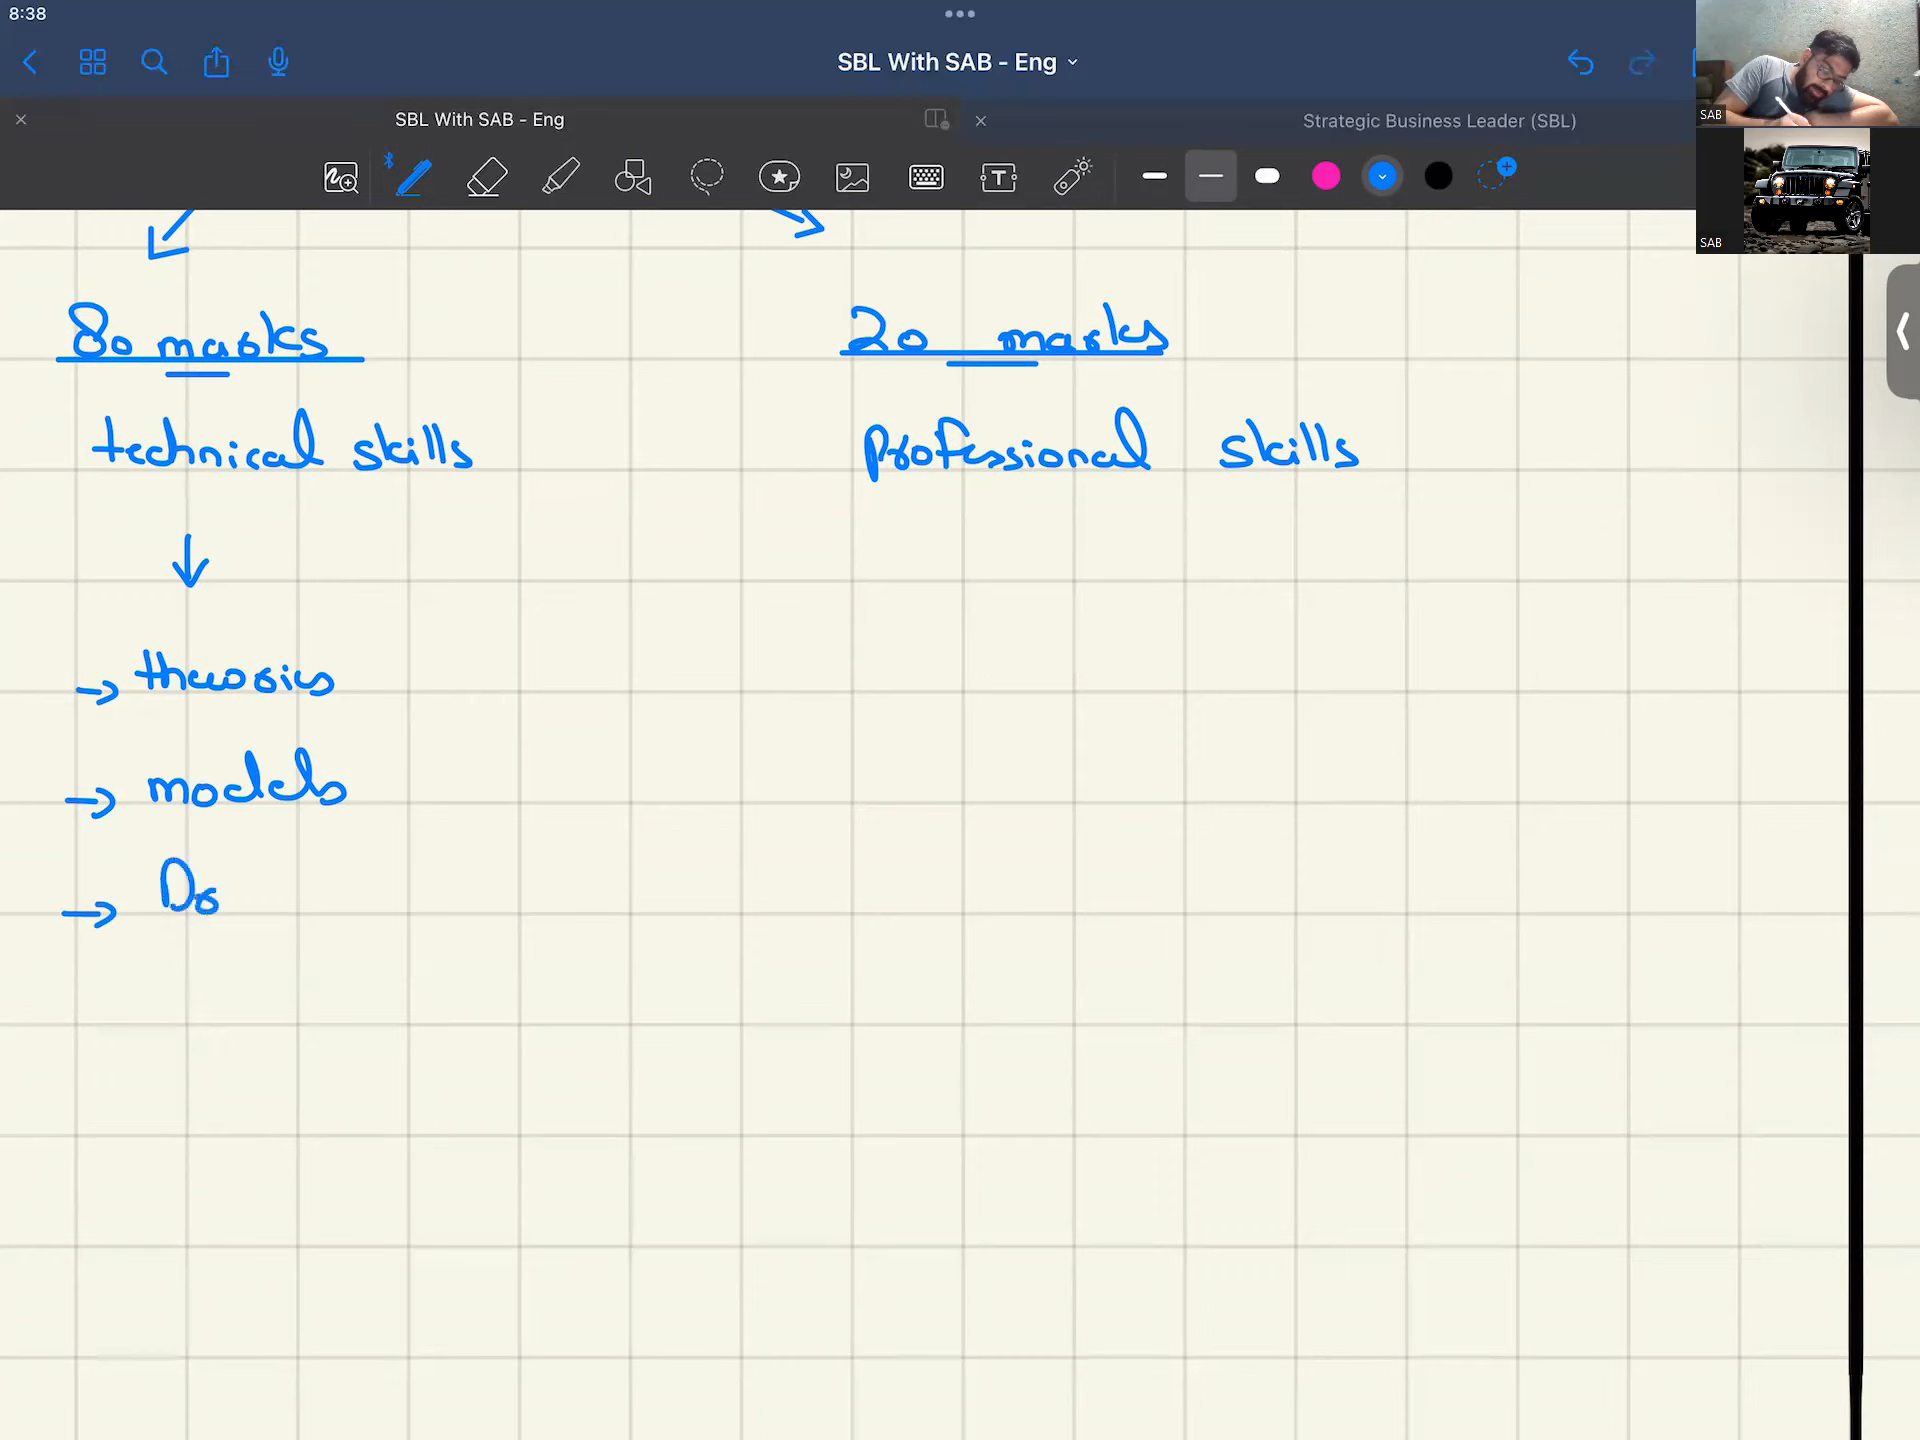 8:38
SBL With SAB - Eng
SBL With SAB - Eng
Strategic Business Leader (SBL)
SAB
SAB
80 marks
20 marks
technical skills
professional skills
→ theories
→ models
→ Dr